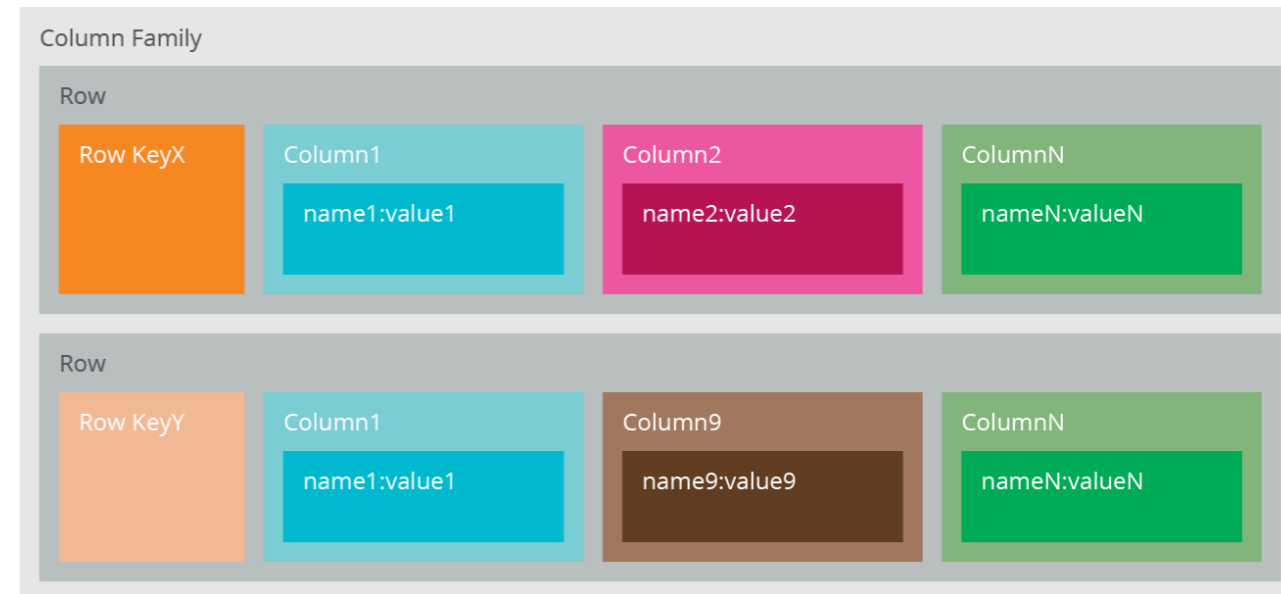 Column Family
Row
Row KeyX
Column1
name1:value1
Column2
name2:value2
ColumnN
nameN:valueN
Row
Row KeyY
Column1
name1:value1
Column9
name9:value9
ColumnN
nameN:valueN